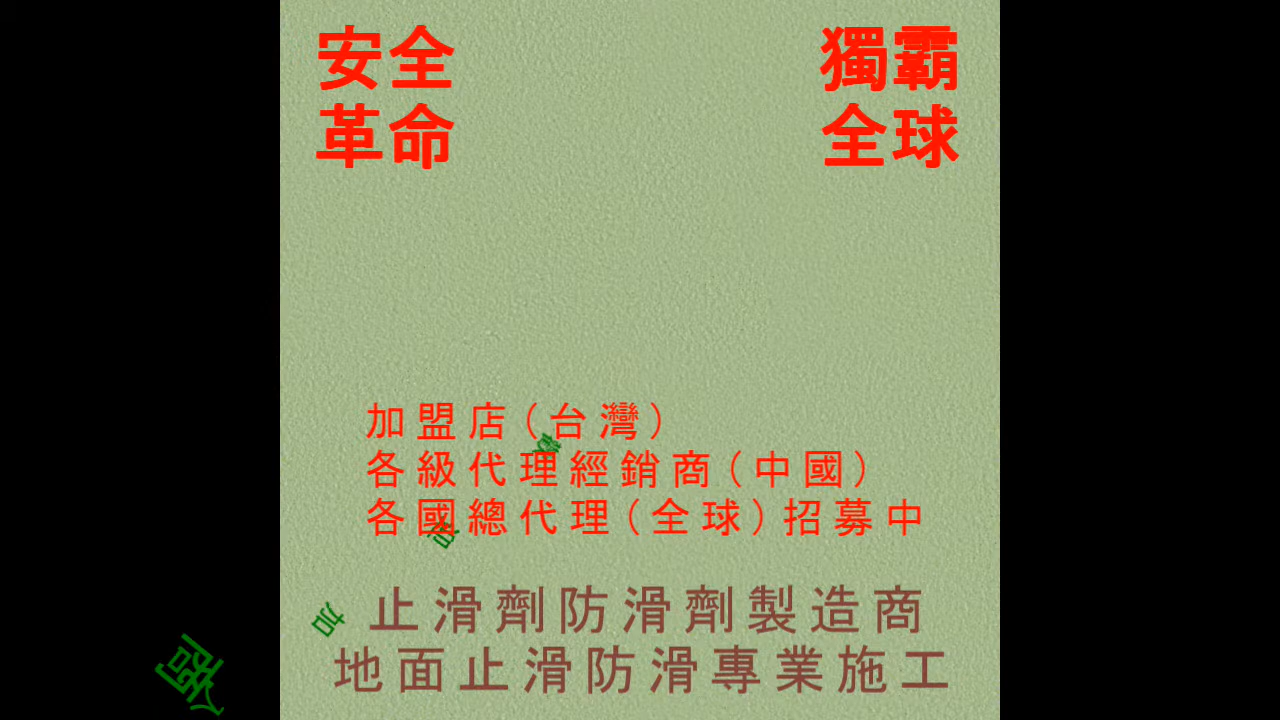 安全
革命
獨霸
全球
加盟店(台灣)
各級代理經銷商(中國)
各國總代理(全球)招募中
止滑劑防滑劑製造商
地面止滑防滑專業施工
加